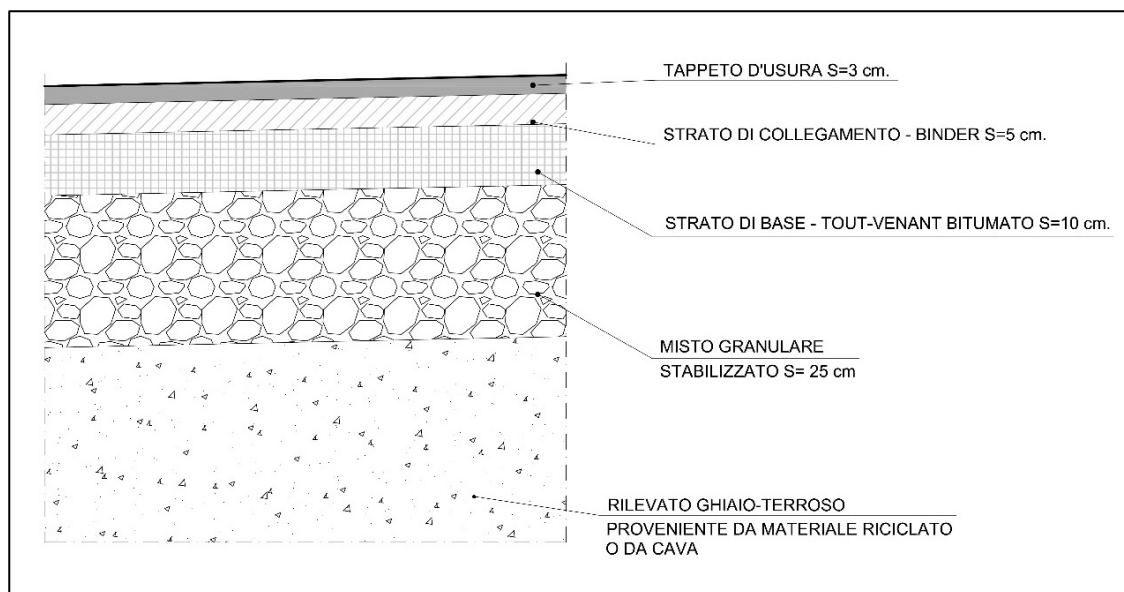 TAPPETO D'USURA S=3 cm.
STRATO DI COLLEGAMENTO - BINDER S=5 cm.
STRATO DI BASE - TOUT-VENANT BITUMATO S=10 cm.
MISTO GRANULARE
STABILIZZATO S= 25 cm
RILEVATO GHIAIO-TERROSO
PROVENIENTE DA MATERIALE RICICLATO
O DA CAVA